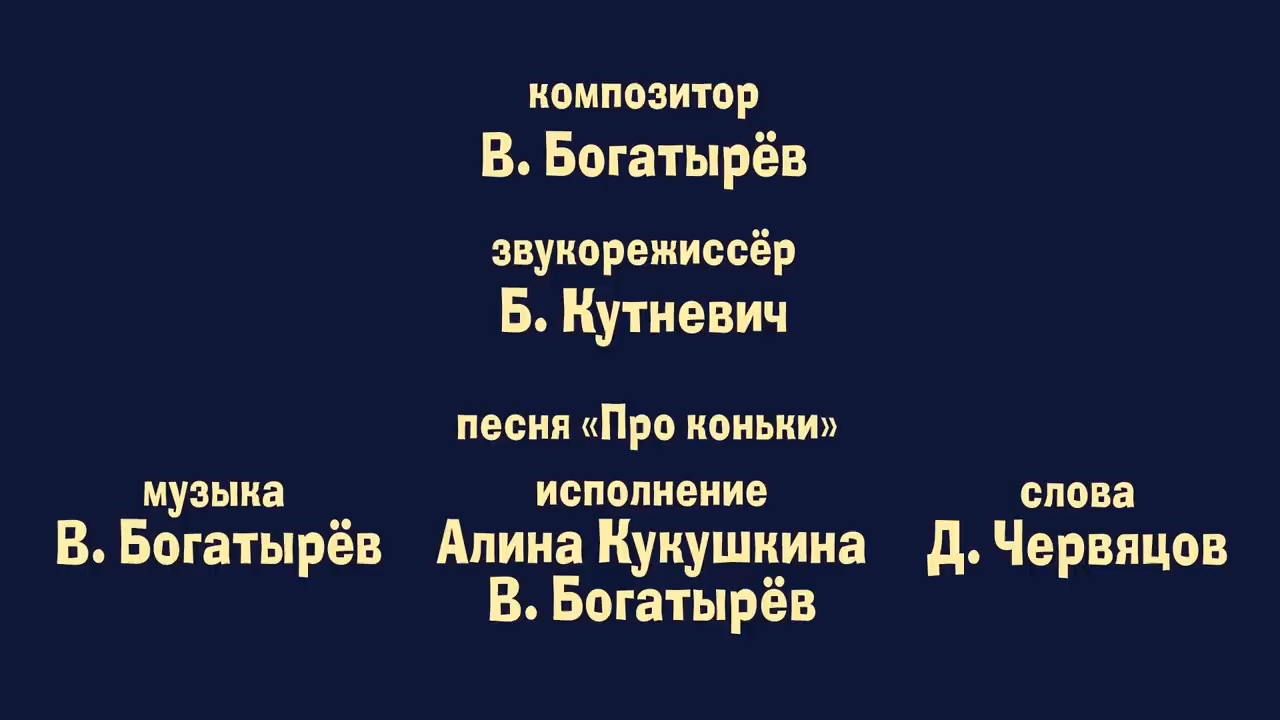 композитор
В. Богатырёв
звукорежиссёр
Б. Кутневич
песня «Про коньки»
музыка
В. Богатырёв
исполнение
Алина Кукушкина
В. Богатырёв
слова
Д. Червяцов